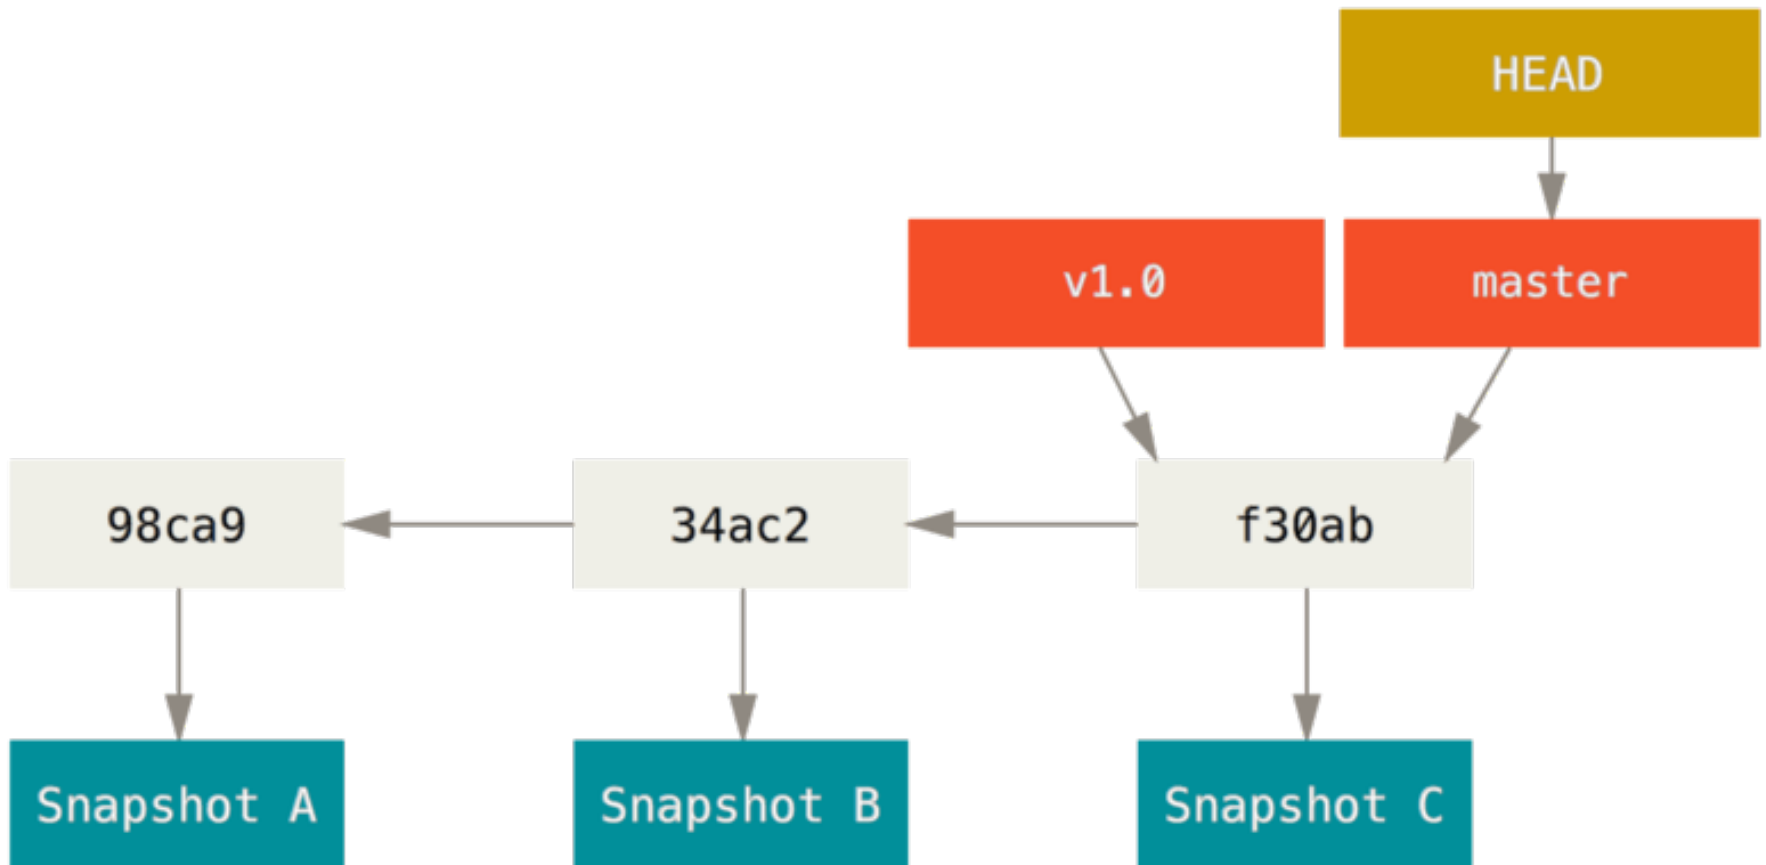 HEAD
v1.0
master
98ca9
34ac2
f30ab
Snapshot A
Snapshot B
Snapshot C